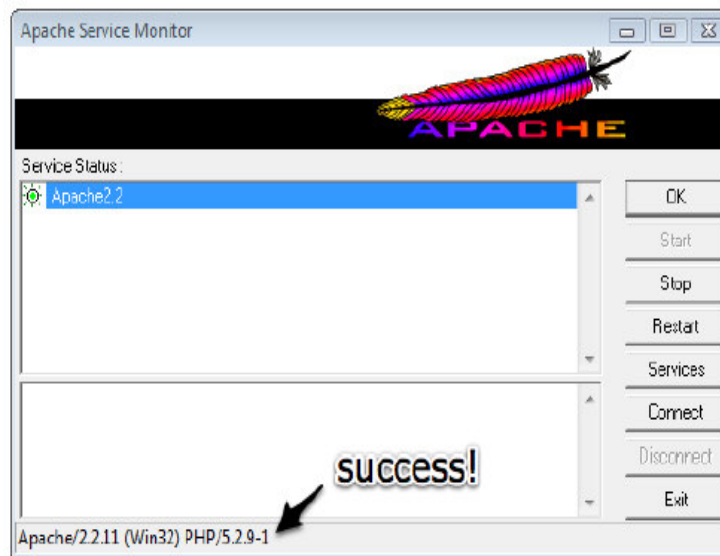 Apache Service Monitor
APACHE
Service Status :
Apache2.2
OK
Start
Stop
Restart
Services
Connect
Disconnect
Exit
success!
Apache/2.2.11 (Win32) PHP/5.2.9-1